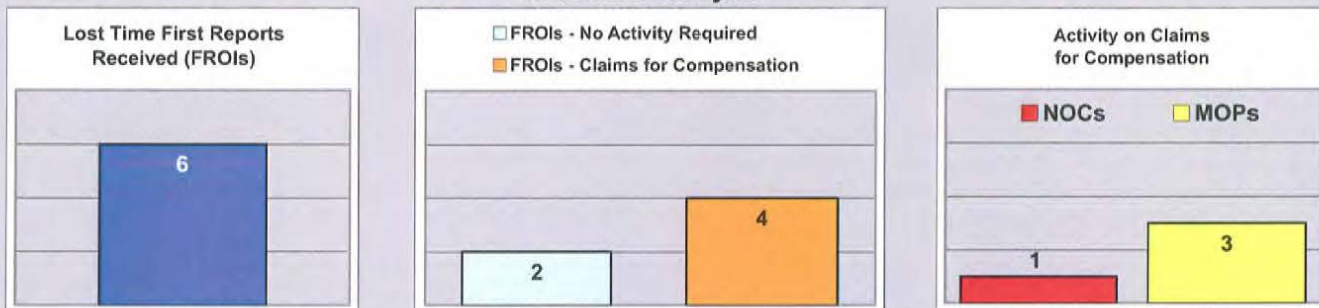 Lost Time First Reports
Received (FROIs)
6
FROIs - No Activity Required
FROIs - Claims for Compensation
2
4
Activity on Claims
for Compensation
NOCs MOPs
1
3